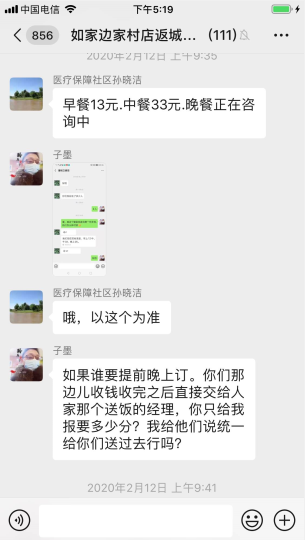 中国电信
下午5:19
856
如家边家村店返城... (111)
2020年2月12日 上午9:35
医疗保障社区孙晓洁
早餐13元.中餐33元.晚餐正在咨
询中
子墨
医疗保障社区孙晓洁
哦，以这个为准
子墨
如果谁要提前晚上订。你们那
边儿收钱收完之后直接交给人
家那个送饭的经理，你只给我
报要多少分？我给他们说统一
给你们送过去行吗？
2020年2月12日 上午9:41